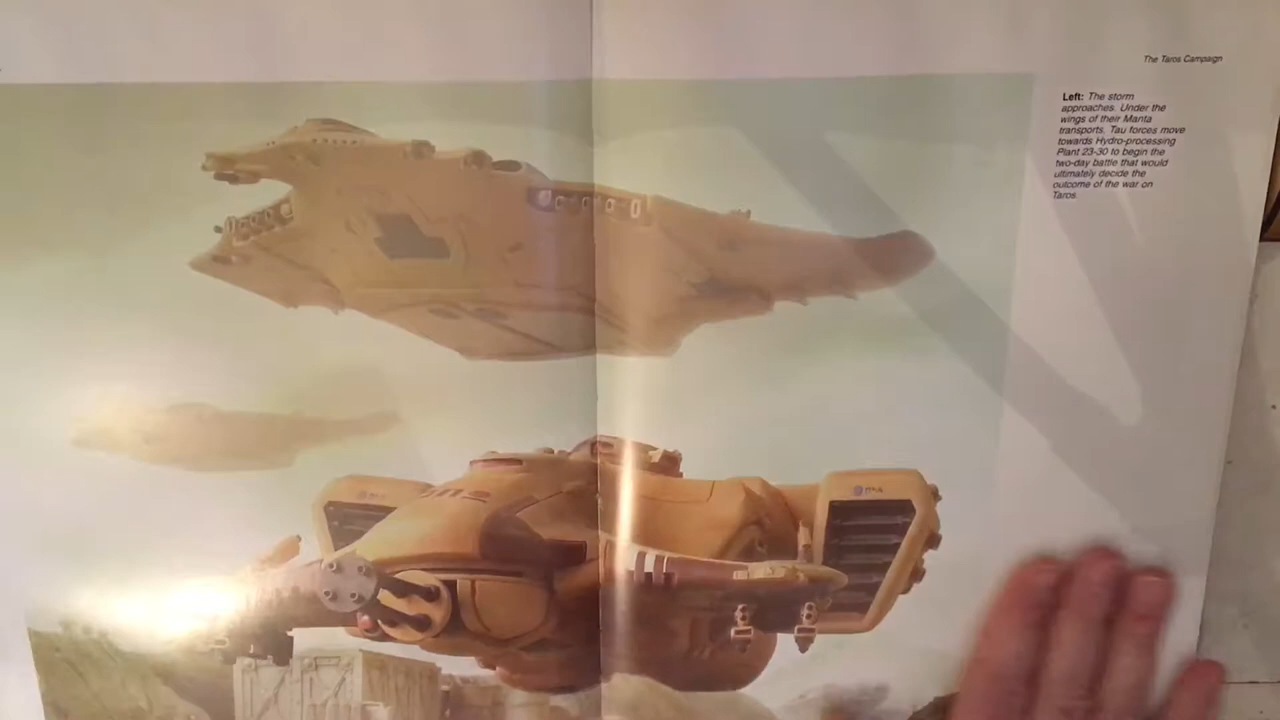 The Taros Campaign
Left: The storm
approaches. Under the
wings of their Manta
transports, Tau forces move
towards Hydro-processing
Plant 23-30 to begin the
two-day battle that would
ultimately decide the
outcome of the war on
Taros.